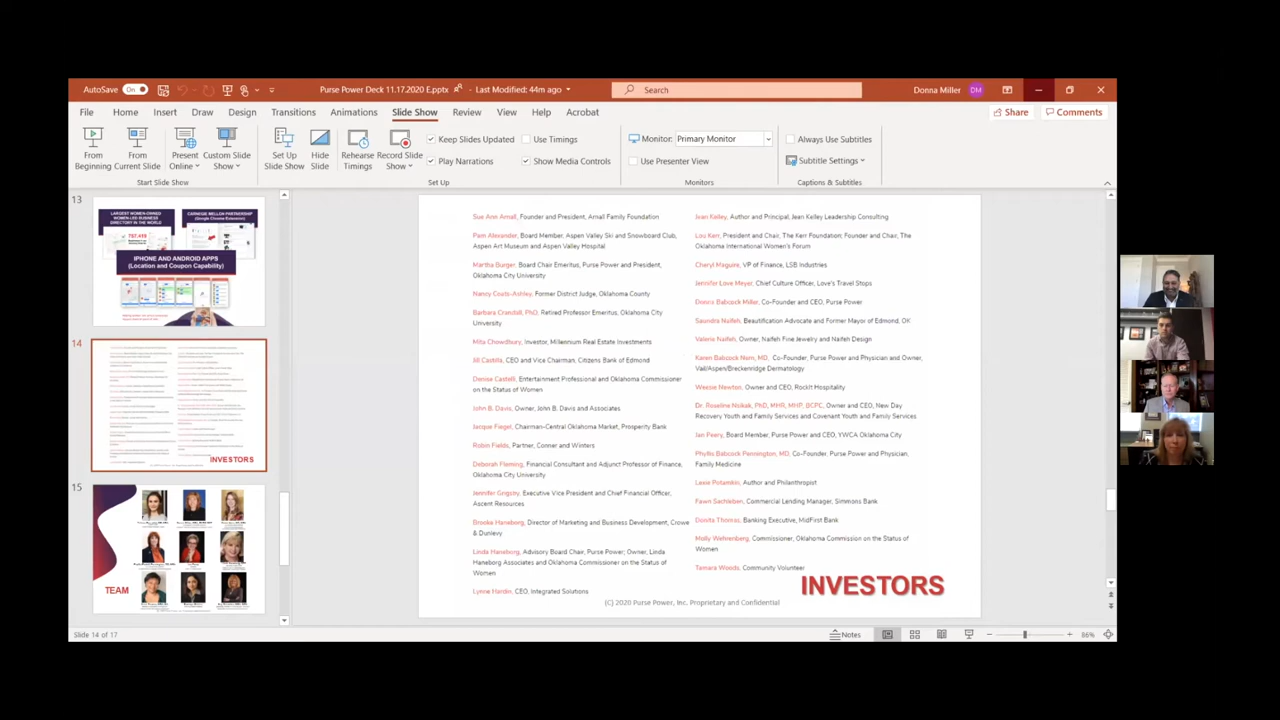 AutoSave On
Purse Power Deck 11.17.2020 E.pptx - Last Modified: 44m ago
Search
Donna Miller DM
File Home Insert Draw Design Transitions Animations Slide Show Review View Help Acrobat
Share Comments
From Beginning
From Current Slide
Present Online
Custom Slide Show
Set Up Slide Show
Hide Slide
Rehearse Timings
Record Slide Show
Keep Slides Updated
Use Timings
Play Narrations
Show Media Controls
Monitor: Primary Monitor
Use Presenter View
Always Use Subtitles
Subtitle Settings
Start Slide Show
Set Up
Monitors
Captions & Subtitles
13
LARGEST WOMEN-OWNED
WOMEN-LED BUSINESS
DIRECTORY IN THE WORLD
CARNEGIE MELLON PARTNERSHIP
(Google Chrome Extension)
IPHONE AND ANDROID APPS
(Location and Coupon Capability)
14
INVESTORS
15
TEAM
Sue Ann Arnall, Founder and President, Arnall Family Foundation
Pam Alexander, Board Member, Aspen Valley Ski and Snowboard Club,
Aspen Art Museum and Aspen Valley Hospital
Martha Burger, Board Chair Emeritus, Purse Power and President,
Oklahoma City University
Nancy Coats-Ashley, Former District Judge, Oklahoma County
Barbara Crandall, PhD, Retired Professor Emeritus, Oklahoma City
University
Mita Chowdhury, Investor, Millennium Real Estate Investments
Jill Castilla, CEO and Vice Chairman, Citizens Bank of Edmond
Denise Castelli, Entertainment Professional and Oklahoma Commissioner
on the Status of Women
John B. Davis, Owner, John B. Davis and Associates
Jacque Fiegel, Chairman-Central Oklahoma Market, Prosperity Bank
Robin Fields, Partner, Conner and Winters
Deborah Fleming, Financial Consultant and Adjunct Professor of Finance,
Oklahoma City University
Jennifer Grigsby, Executive Vice President and Chief Financial Officer,
Ascent Resources
Brooke Haneborg, Director of Marketing and Business Development, Crowe
& Dunlevy
Linda Haneborg, Advisory Board Chair, Purse Power; Owner, Linda
Haneborg Associates and Oklahoma Commission on the Status of
Women
Lynne Hardin, CEO, Integrated Solutions
Jean Kelley, Author and Principal, Jean Kelley Leadership Consulting
Lou Kerr, President and Chair, The Kerr Foundation; Founder and Chair, The
Oklahoma International Women's Forum
Cheryl Maguire, VP of Finance, LSB Industries
Jennifer Love Meyer, Chief Culture Officer, Love's Travel Stops
Donna Babcock Miller, Co-Founder and CEO, Purse Power
Saundra Naifeh, Beautification Advocate and Former Mayor of Edmond, OK
Valerie Naifeh, Owner, Naifeh Fine Jewelry and Naifeh Design
Karen Babcock Nern, MD, Co-Founder, Purse Power and Physician and Owner,
Vail/Aspen/Breckenridge Dermatology
Weezie Newton, Owner and CEO, RockIt Hospitality
Dr. Roseline Nsikak, PhD, MHR, MHP, BCPC, Owner and CEO, New Day
Recovery Youth and Family Services and Covenant Youth and Family Services
Jan Peery, Board Member, Purse Power and CEO, YWCA Oklahoma City
Phyllis Babcock Pennington, MD, Co-Founder, Purse Power and Physician,
Family Medicine
Lexie Potamkin, Author and Philanthropist
Fawn Sachleben, Commercial Lending Manager, Simmons Bank
Donita Thomas, Banking Executive, MidFirst Bank
Molly Wehrenberg, Commissioner, Oklahoma Commission on the Status of
Women
Tamara Woods, Community Volunteer
INVESTORS
(C) 2020 Purse Power, Inc. Proprietary and Confidential
Slide 14 of 17
Notes
86%